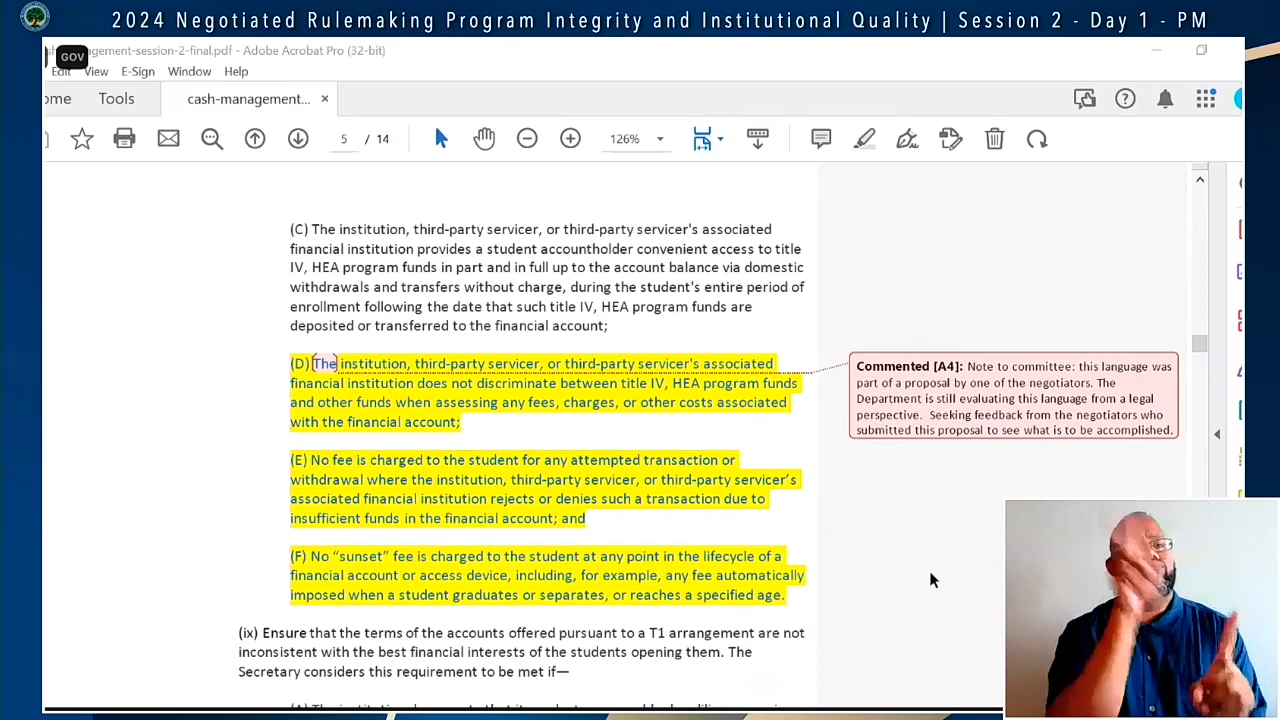 2024 Negotiated Rulemaking Program Integrity and Institutional Quality | Session 2 - Day 1 - PM
GOV
sh-management-session-2-final.pdf - Adobe Acrobat Pro (32-bit)
Edit View E-Sign Window Help
ome Tools cash-management... ×
5 / 14 126%
(C) The institution, third-party servicer, or third-party servicer's associated
financial institution provides a student accountholder convenient access to title
IV, HEA program funds in part and in full up to the account balance via domestic
withdrawals and transfers without charge, during the student's entire period of
enrollment following the date that such title IV, HEA program funds are
deposited or transferred to the financial account;
(D) The institution, third-party servicer, or third-party servicer's associated
financial institution does not discriminate between title IV, HEA program funds
and other funds when assessing any fees, charges, or other costs associated
with the financial account;
Commented [A4]: Note to committee: this language was
part of a proposal by one of the negotiators. The
Department is still evaluating this language from a legal
perspective. Seeking feedback from the negotiators who
submitted this proposal to see what is to be accomplished.
(E) No fee is charged to the student for any attempted transaction or
withdrawal where the institution, third-party servicer, or third-party servicer’s
associated financial institution rejects or denies such a transaction due to
insufficient funds in the financial account; and
(F) No “sunset” fee is charged to the student at any point in the lifecycle of a
financial account or access device, including, for example, any fee automatically
imposed when a student graduates or separates, or reaches a specified age.
(ix) Ensure that the terms of the accounts offered pursuant to a T1 arrangement are not
inconsistent with the best financial interests of the students opening them. The
Secretary considers this requirement to be met if—